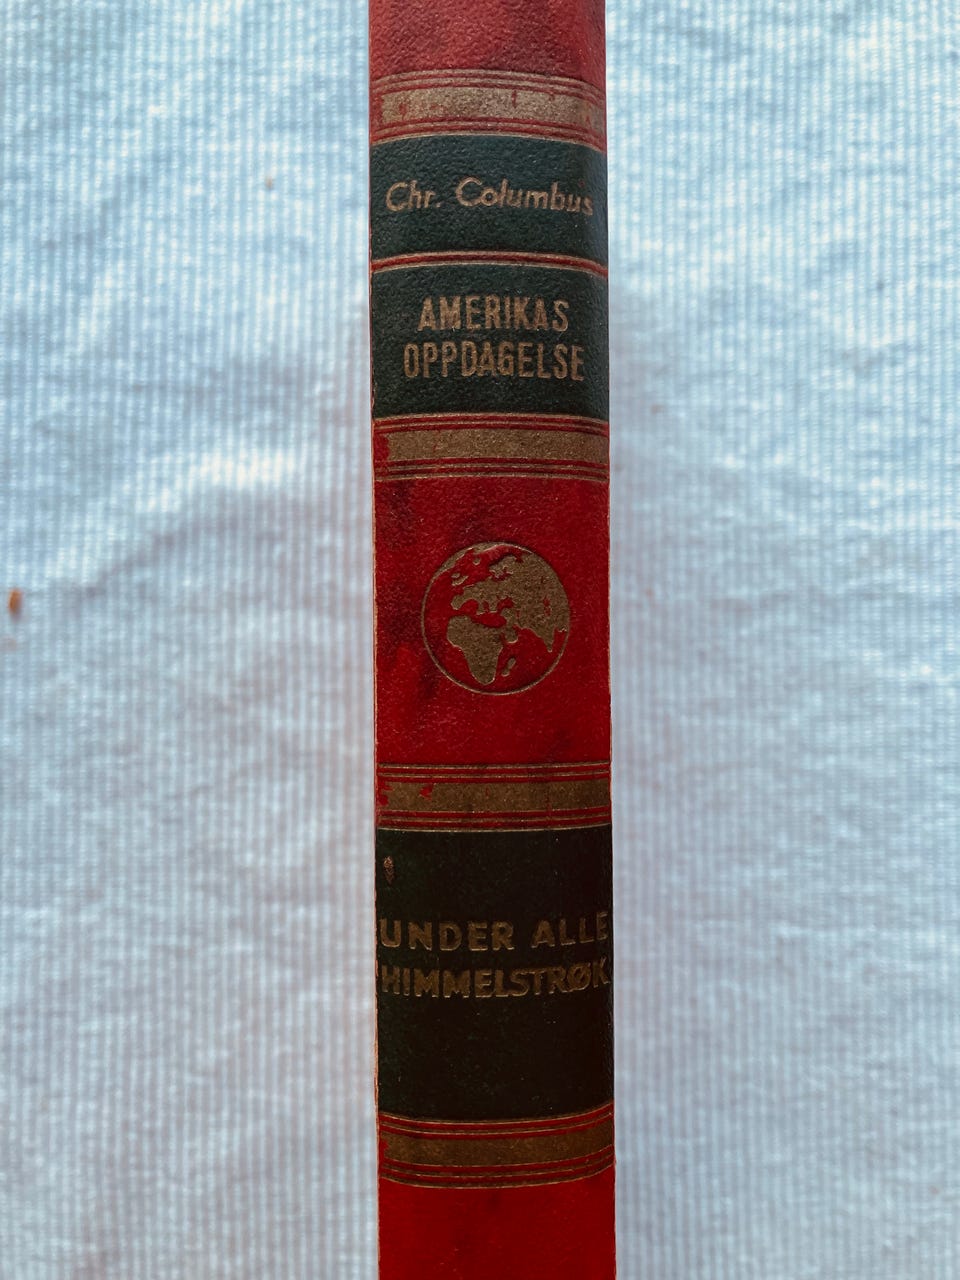 Chr. Columbus
AMERIKAS
OPPDAGELSE
UNDER ALLE
HIMMELSTRØK